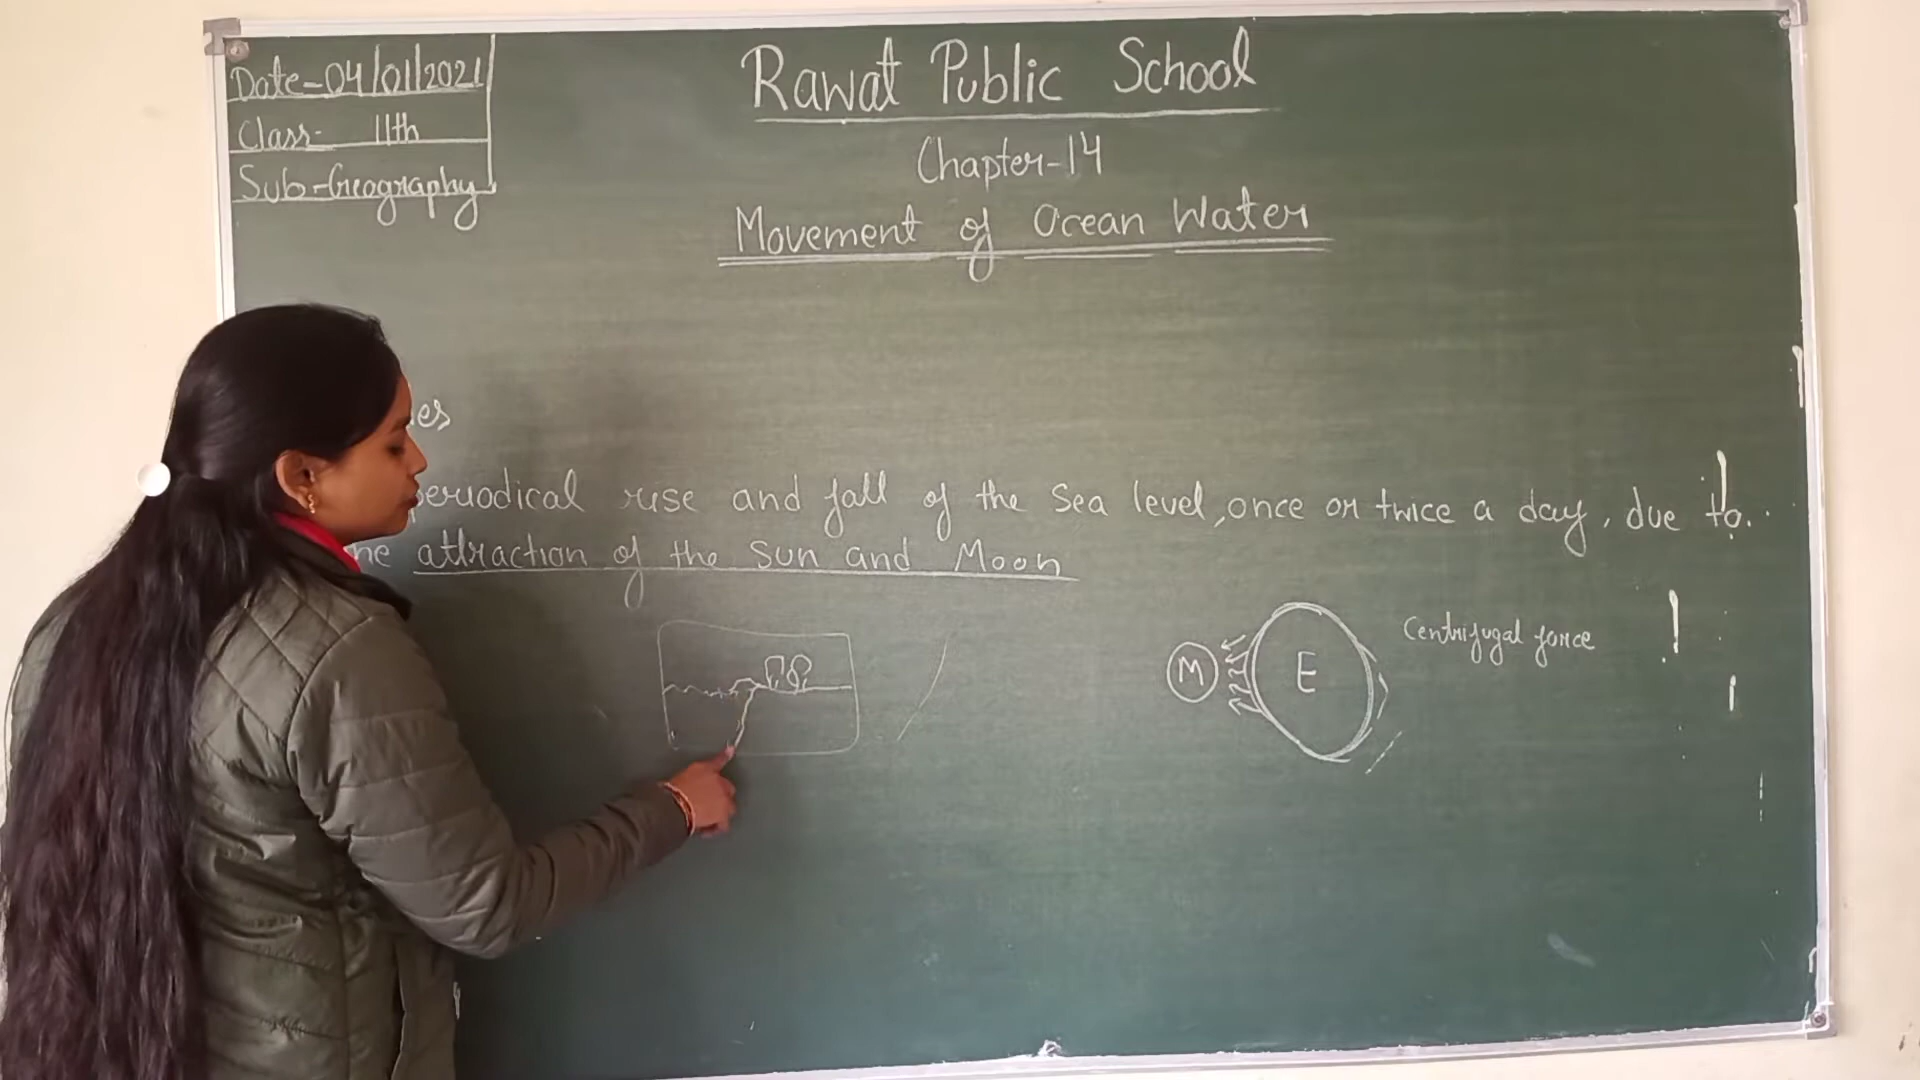 Date-04/01/2021
Class- 11th
Sub-Geography
Rawat Public School
Chapter-14
Movement of Ocean Water
periodical rise and fall of the Sea level, once or twice a day, due to
attraction of the Sun and Moon
M
E
Centrifugal force